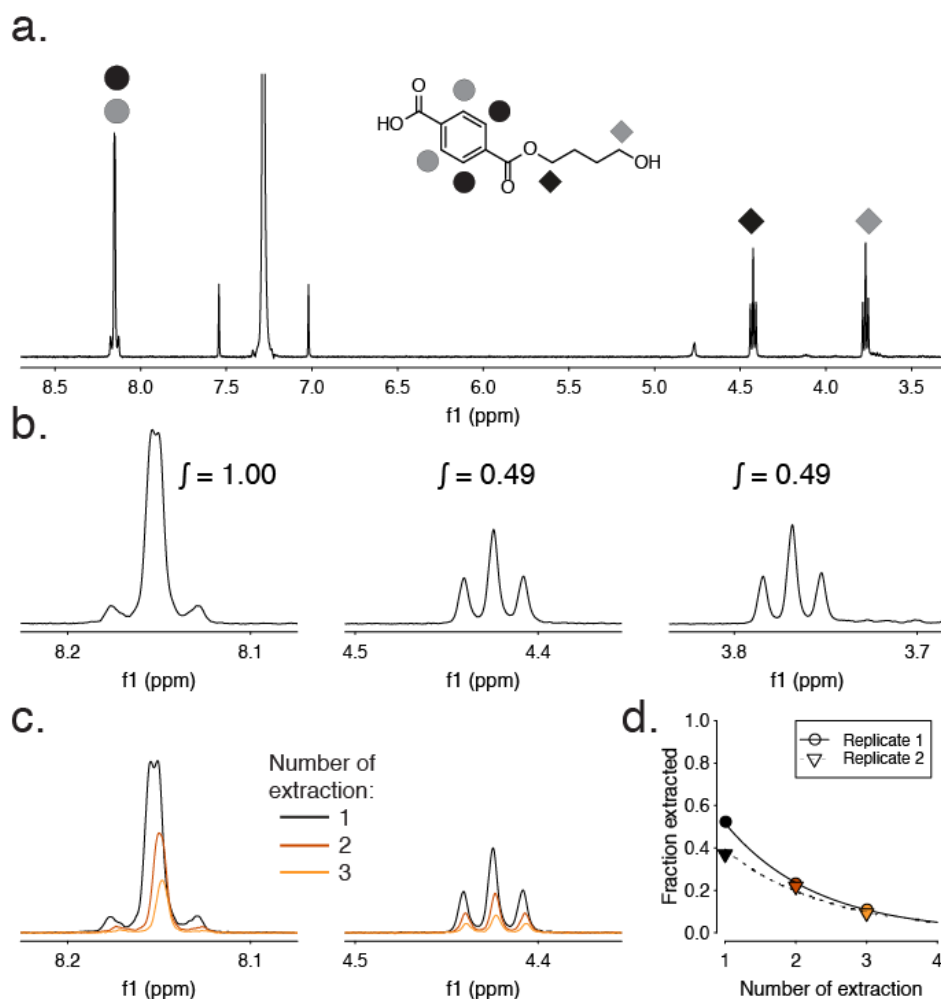 a.
O
HO
O
O
OH
8.5 8.0 7.5 7.0 6.5 6.0 5.5 5.0 4.5 4.0 3.5
f1 (ppm)
b.
∫ = 1.00
∫ = 0.49
∫ = 0.49
8.2 8.1
4.5 4.4
3.8 3.7
f1 (ppm)
f1 (ppm)
f1 (ppm)
c.
Number of
extraction:
1
2
3
8.2 8.1
4.5 4.4
f1 (ppm)
f1 (ppm)
d.
Fraction extracted
1.0
0.8
0.6
0.4
0.2
0.0
Replicate 1
Replicate 2
1 2 3 4
Number of extraction